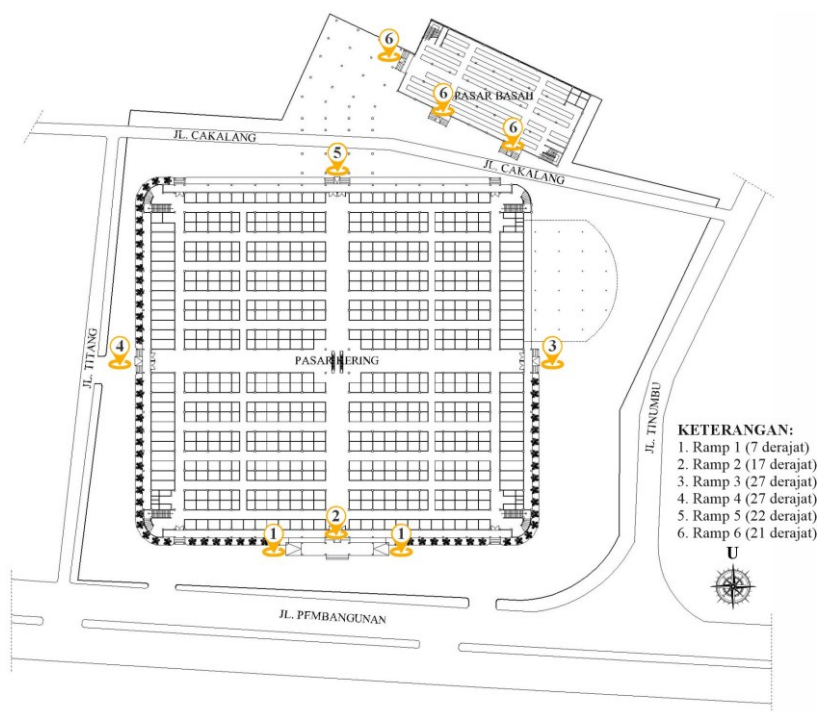 6
6
PASAR BASAH
6
JL. CAKALANG
5
JL. CAKALANG
JL. TITANG
4
PASAR KERING
3
JL. TINUMBU
KETERANGAN:
1. Ramp 1 (7 derajat)
2. Ramp 2 (17 derajat)
3. Ramp 3 (27 derajat)
4. Ramp 4 (27 derajat)
5. Ramp 5 (22 derajat)
6. Ramp 6 (21 derajat)
U
2
1
1
JL. PEMBANGUNAN